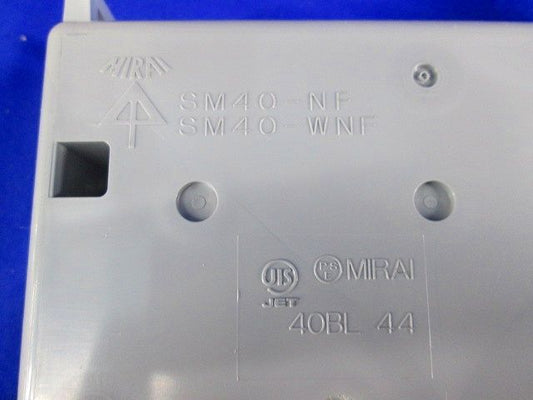 MIRAI
SM40-NF
SM40-WNF
JIS
JET
PS
E
MIRAI
40BL 44